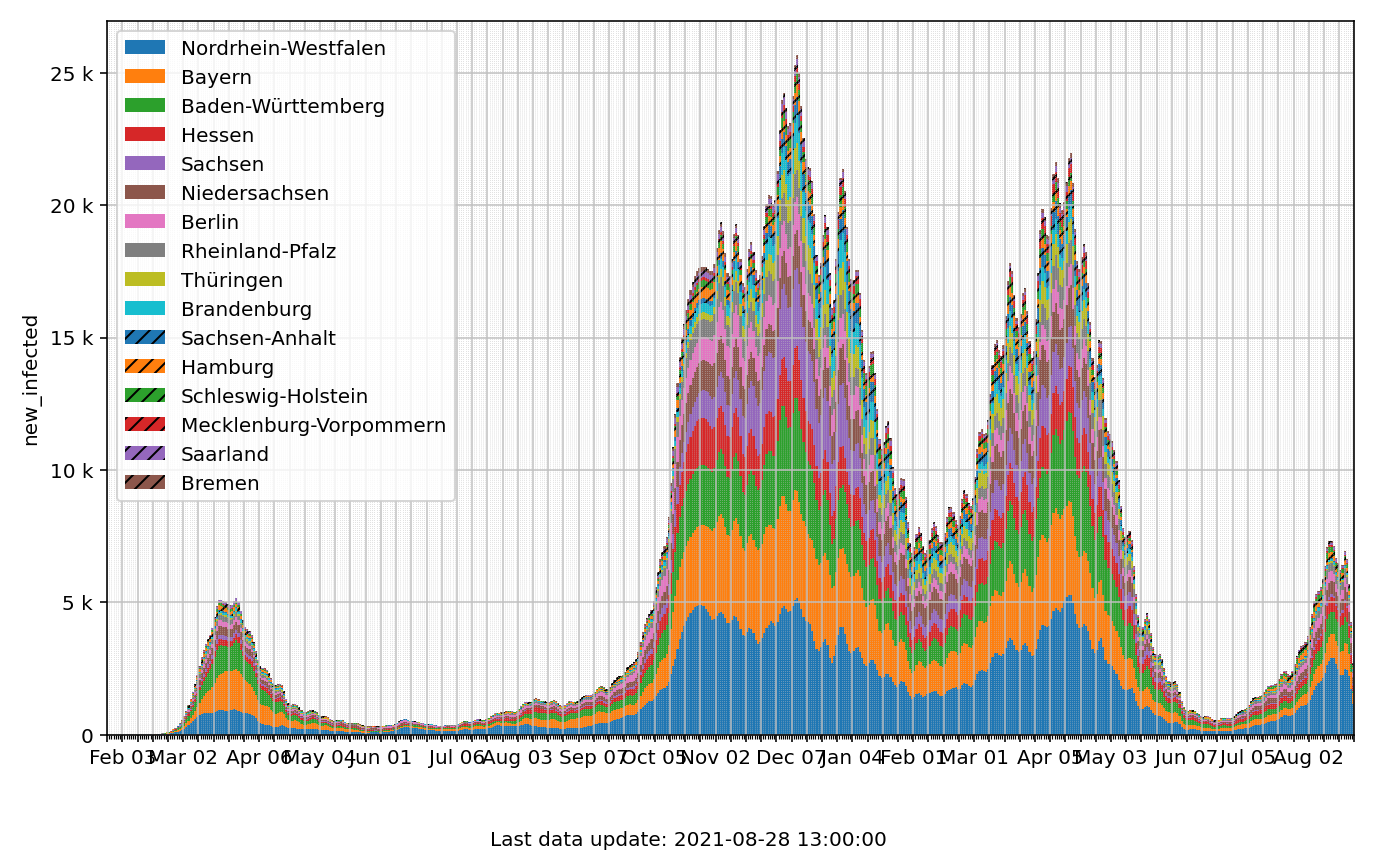 Nordrhein-Westfalen
Bayern
Baden-Württemberg
Hessen
Sachsen
Niedersachsen
Berlin
Rheinland-Pfalz
Thüringen
Brandenburg
Sachsen-Anhalt
Hamburg
Schleswig-Holstein
Mecklenburg-Vorpommern
Saarland
Bremen
25 k
20 k
15 k
10 k
5 k
0
new_infected
Feb 03 Mar 02 Apr 06 May 04 Jun 01 Jul 06 Aug 03 Sep 07 Oct 05 Nov 02 Dec 07 Jan 04 Feb 01 Mar 01 Apr 05 May 03 Jun 07 Jul 05 Aug 02
Last data update: 2021-08-28 13:00:00